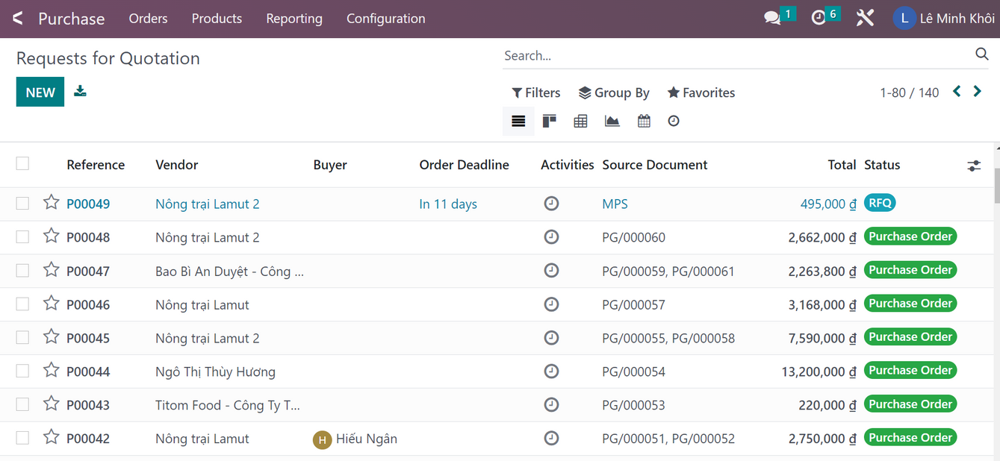 Purchase Orders Products Reporting Configuration 1 6 L Lê Minh Khôi
Requests for Quotation Search...
NEW Filters Group By Favorites 1-80 / 140
Reference Vendor Buyer Order Deadline Activities Source Document Total Status
P00049 Nông trại Lamut 2 In 11 days MPS 495,000 ₫ RFQ
P00048 Nông trại Lamut 2 PG/000060 2,662,000 ₫ Purchase Order
P00047 Bao Bì An Duyệt - Công ... PG/000059, PG/000061 2,263,800 ₫ Purchase Order
P00046 Nông trại Lamut PG/000057 3,168,000 ₫ Purchase Order
P00045 Nông trại Lamut 2 PG/000055, PG/000058 7,590,000 ₫ Purchase Order
P00044 Ngô Thị Thùy Hương PG/000054 13,200,000 ₫ Purchase Order
P00043 Titom Food - Công Ty T... PG/000053 220,000 ₫ Purchase Order
P00042 Nông trại Lamut H Hiếu Ngân PG/000051, PG/000052 2,750,000 ₫ Purchase Order